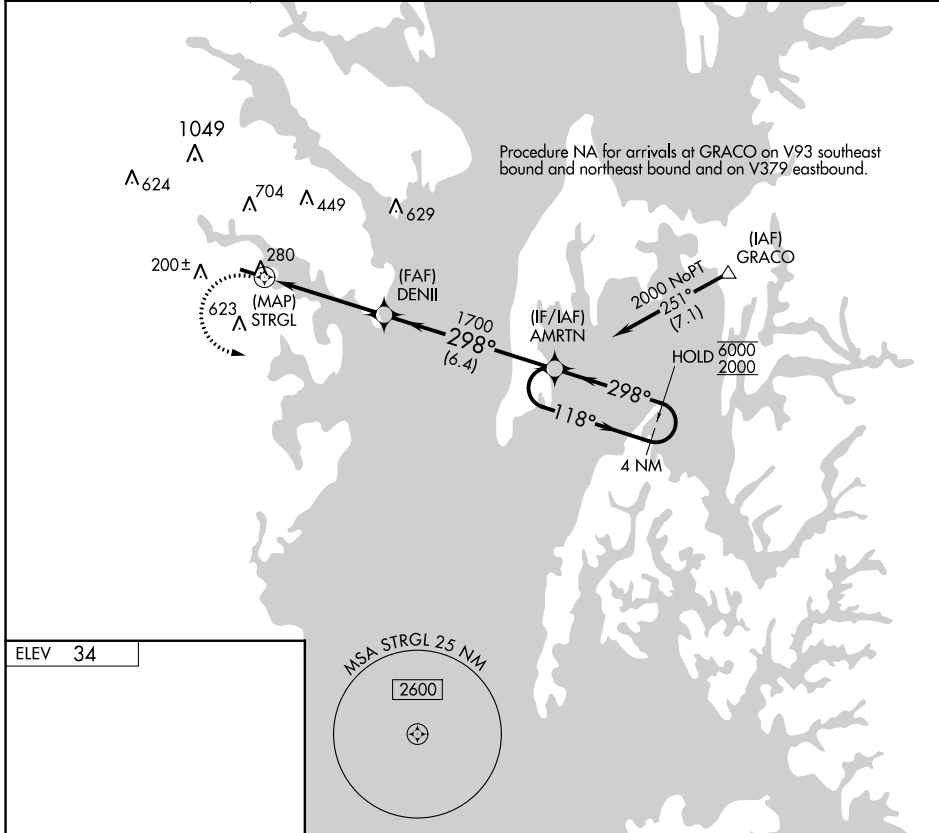 1049
624
704
449
629
Procedure NA for arrivals at GRACO on V93 southeast
bound and northeast bound and on V379 eastbound.
(IAF)
GRACO
2000 NoPT
251°
(7.1)
200±
280
(MAP)
STRGL
623
(FAF)
DENII
1700
298°
(6.4)
(IF/IAF)
AMRTN
HOLD 6000
2000
298°
118°
4 NM
ELEV 34
MSA STRGL 25 NM
2600